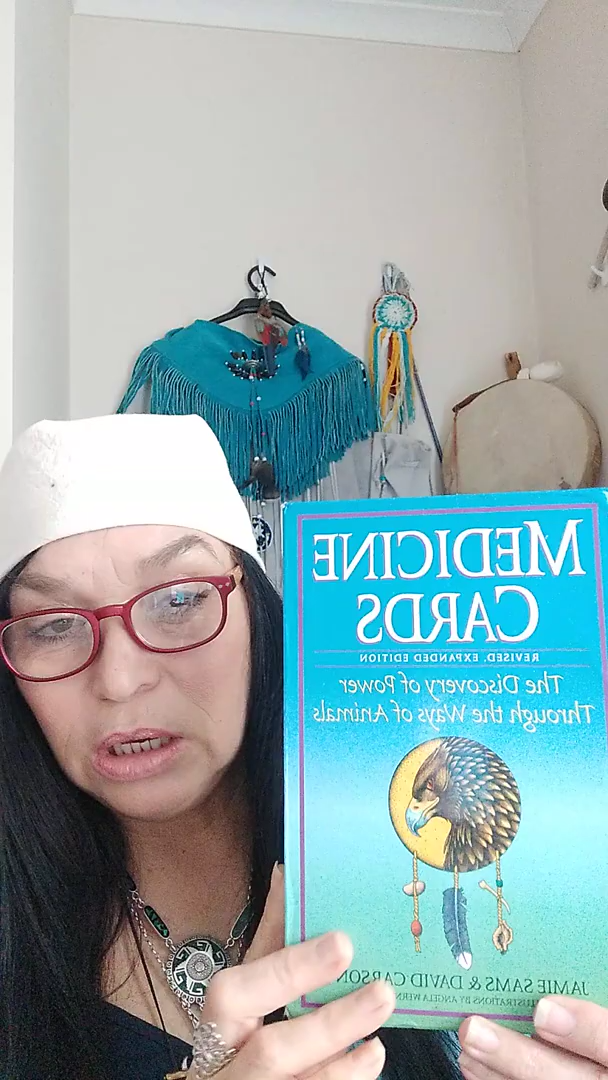 MEDICINE
CARDS
REVISED, EXPANDED EDITION
The Discovery of Power
Through the Ways of Animals
JAMIE SAMS & DAVID CARSON
ILLUSTRATIONS BY ANGELA